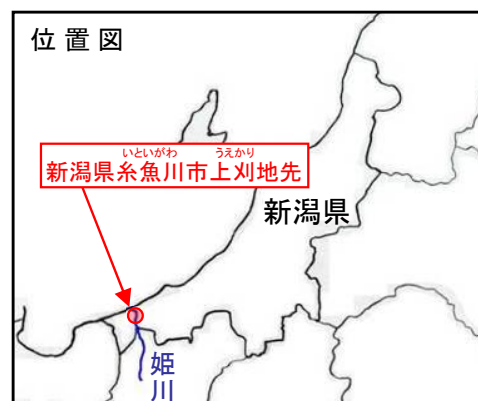 位置図
いといがわ うえかり
新潟県糸魚川市上刈地先
新潟県
姫川